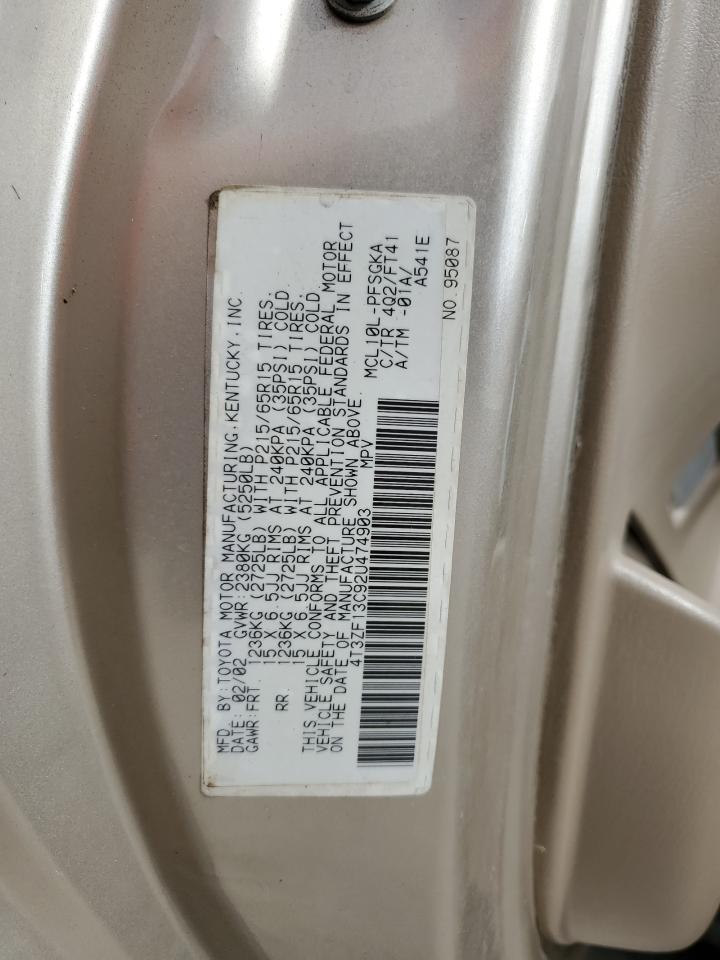 MFD. BY:TOYOTA MOTOR MANUFACTURING,KENTUCKY,INC.
DATE: 02/02 GVWR:2380KG (5250LB)
GAWR:FRT. 1236KG (2725LB) WITH P215/65R15 TIRES,
15 X 6.5JJ RIMS AT 240KPA (35PSI) COLD.
RR. 1236KG (2725LB) WITH P215/65R15 TIRES,
15 X 6.5JJ RIMS AT 240KPA (35PSI) COLD.
THIS VEHICLE CONFORMS TO ALL APPLICABLE FEDERAL MOTOR
VEHICLE SAFETY AND THEFT PREVENTION STANDARDS IN EFFECT
ON THE DATE OF MANUFACTURE SHOWN ABOVE.
4T3ZF13C92U474903 MPV
MCL10L-PFSGKA
C/TR 4Q2/FT41
A/TM -01A/
A541E
NO.95087